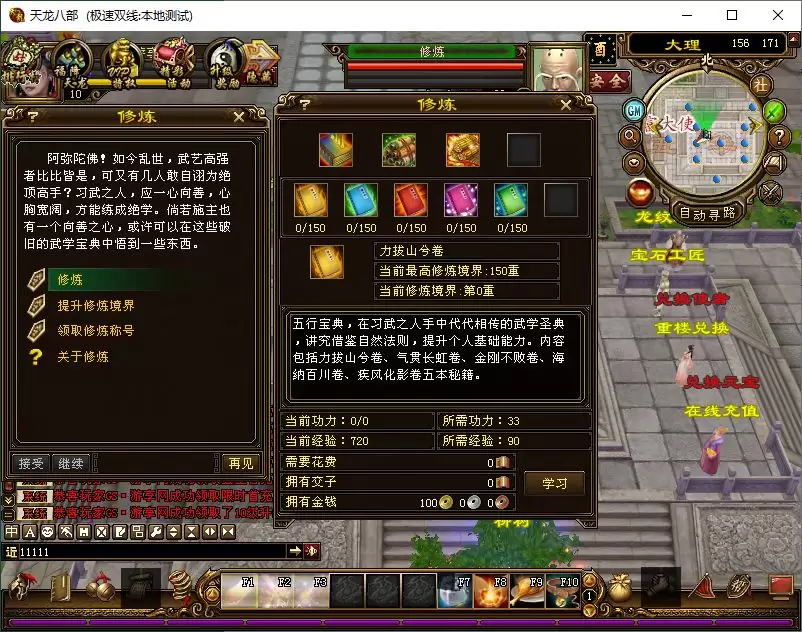 天龙八部 (极速双线:本地测试)
修炼
大理 156 171
北
酉
安全
社
GM
10
修炼
阿弥陀佛！如今乱世，武艺高强
者比比皆是，可又有几人敢自诩为绝
顶高手？习武之人，应一心向善，心
胸宽阔，方能练成绝学。倘若施主也
有一个向善之心，或许可以在这些破
旧的武学宝典中悟到一些东西。
修炼
提升修炼境界
领取修炼称号
关于修炼
接受 继续 再见
修炼
0/150 0/150 0/150 0/150 0/150
力拔山兮卷
当前最高修炼境界:150重
当前修炼境界:第0重
五行宝典，在习武之人手中代代相传的武学圣典
，讲究借鉴自然法则，提升个人基础能力。内容
包括力拔山兮卷、气贯长虹卷、金刚不败卷、海
纳百川卷、疾风化影卷五本秘籍。
当前功力：0/0 所需功力：33
当前经验：720 所需经验：90
需要花费 0
拥有交子 0
拥有金钱 100 0 0
学习
自动寻路
龙纹
宝石工匠
兑换使者
重楼兑换
兑换元宝
在线充值
近 11111
F1 F2 F3 F7 F8 F9 F10
1